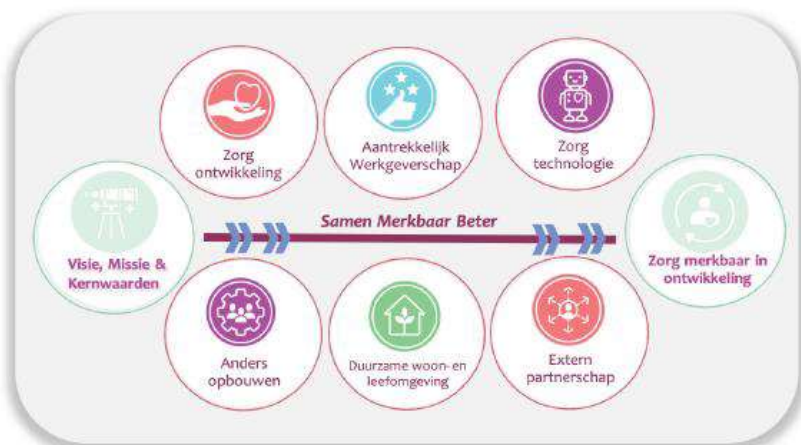 Zorg
ontwikkeling
Aantrekkelijk
Werkgeverschap
Zorg
technologie
Visie, Missie &
Kernwaarden
Samen Merkbaar Beter
Zorg merkbaar in
ontwikkeling
Anders
opbouwen
Duurzame woon- en
leefomgeving
Extern
partnerschap